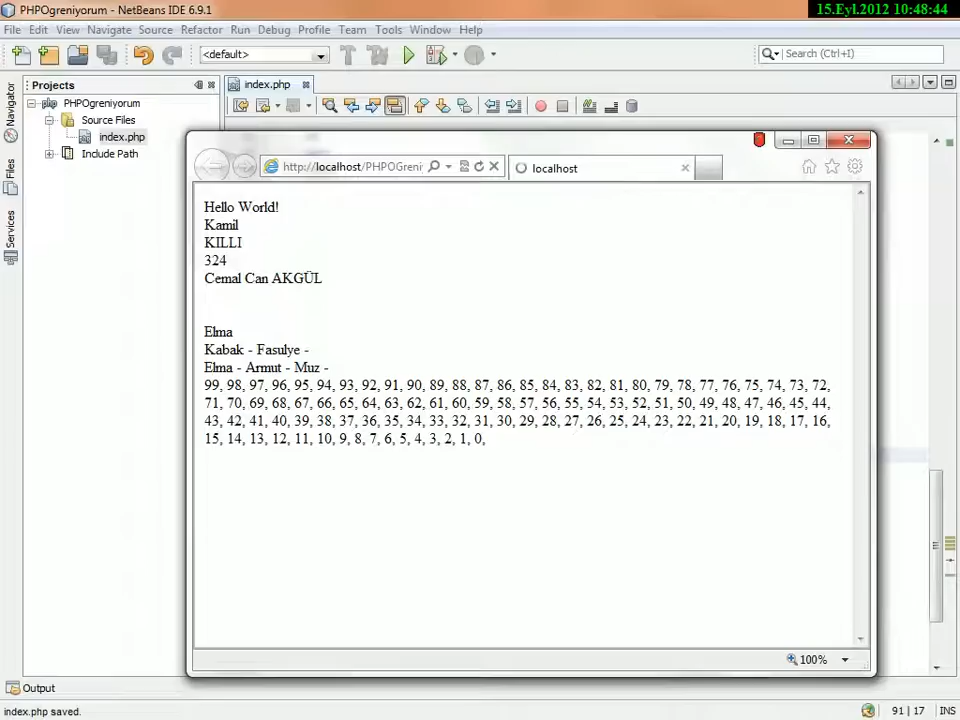 PHPOgreniyorum - NetBeans IDE 6.9.1
15.Eyl.2012 10:48:44
File Edit View Navigate Source Refactor Run Debug Profile Team Tools Window Help
<default>
Search (Ctrl+I)
Projects
index.php
Navigator
Files
Services
PHPOgreniyorum
Source Files
index.php
Include Path
http://localhost/PHPOGreni
localhost
Hello World!
Kamil
KILLI
324
Cemal Can AKGÜL
Elma
Kabak - Fasulye -
Elma - Armut - Muz -
99, 98, 97, 96, 95, 94, 93, 92, 91, 90, 89, 88, 87, 86, 85, 84, 83, 82, 81, 80, 79, 78, 77, 76, 75, 74, 73, 72,
71, 70, 69, 68, 67, 66, 65, 64, 63, 62, 61, 60, 59, 58, 57, 56, 55, 54, 53, 52, 51, 50, 49, 48, 47, 46, 45, 44,
43, 42, 41, 40, 39, 38, 37, 36, 35, 34, 33, 32, 31, 30, 29, 28, 27, 26, 25, 24, 23, 22, 21, 20, 19, 18, 17, 16,
15, 14, 13, 12, 11, 10, 9, 8, 7, 6, 5, 4, 3, 2, 1, 0,
100%
Output
index.php saved.
91 | 17 INS